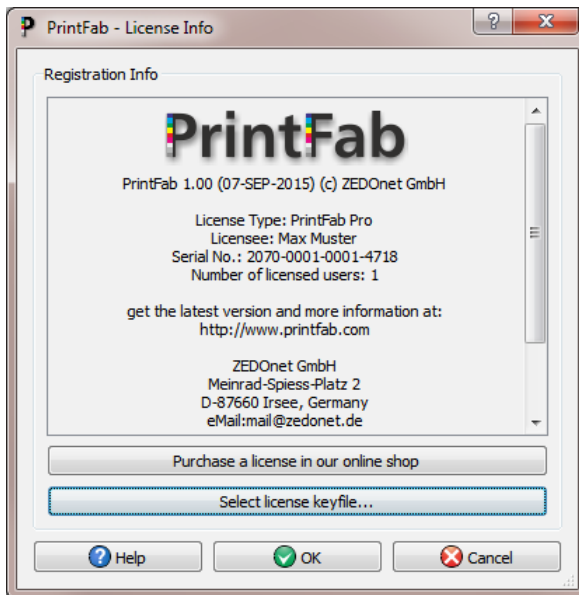 PrintFab - License Info
Registration Info
PrintFab
PrintFab 1.00 (07-SEP-2015) (c) ZEDOnet GmbH
License Type: PrintFab Pro
Licensee: Max Muster
Serial No.: 2070-0001-0001-4718
Number of licensed users: 1
get the latest version and more information at:
http://www.printfab.com
ZEDOnet GmbH
Meinrad-Spiess-Platz 2
D-87660 Irsee, Germany
eMail:mail@zedonet.de
Purchase a license in our online shop
Select license keyfile...
Help
OK
Cancel